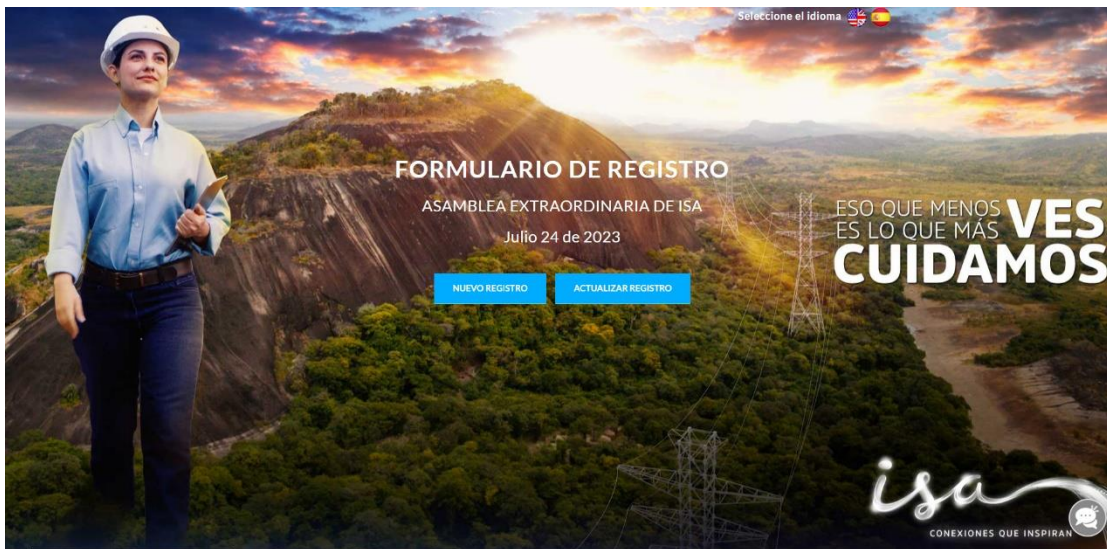 Seleccione el idioma
FORMULARIO DE REGISTRO
ASAMBLEA EXTRAORDINARIA DE ISA
Julio 24 de 2023
NUEVO REGISTRO
ACTUALIZAR REGISTRO
ESO QUE MENOS VES
ES LO QUE MÁS
CUIDAMOS
isa
CONEXIONES QUE INSPIRAN